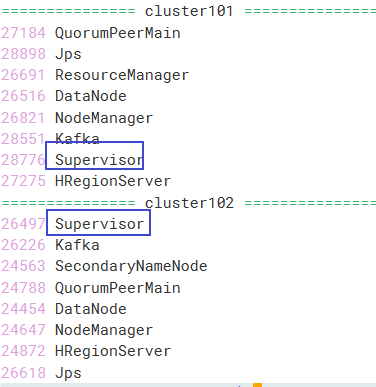 =============== cluster101 ===============
27184 QuorumPeerMain
28898 Jps
26691 ResourceManager
26516 DataNode
26821 NodeManager
28551 Kafka
28776 Supervisor
27275 HRegionServer
=============== cluster102 ===============
26497 Supervisor
26226 Kafka
24563 SecondaryNameNode
24788 QuorumPeerMain
24454 DataNode
24647 NodeManager
24872 HRegionServer
26618 Jps